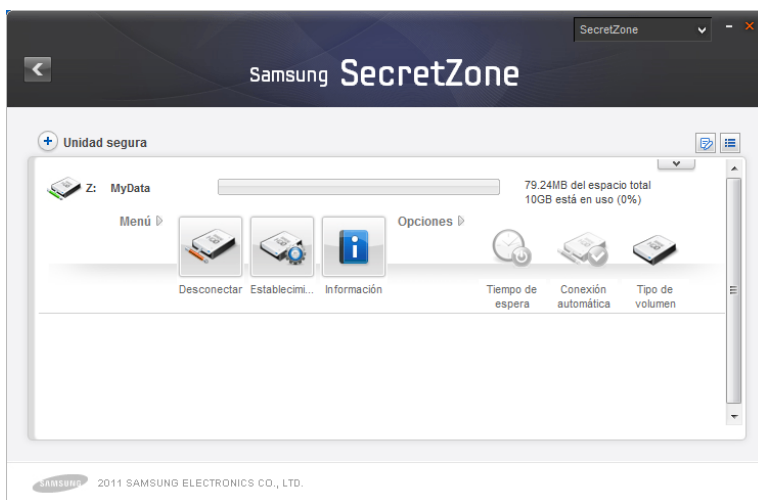 SecretZone
Samsung SecretZone
Unidad segura
Z: MyData
79.24MB del espacio total
10GB está en uso (0%)
Menú
Opciones
Desconectar
Establecimi...
Información
Tiempo de
espera
Conexión
automática
Tipo de
volumen
SAMSUNG
2011 SAMSUNG ELECTRONICS CO., LTD.